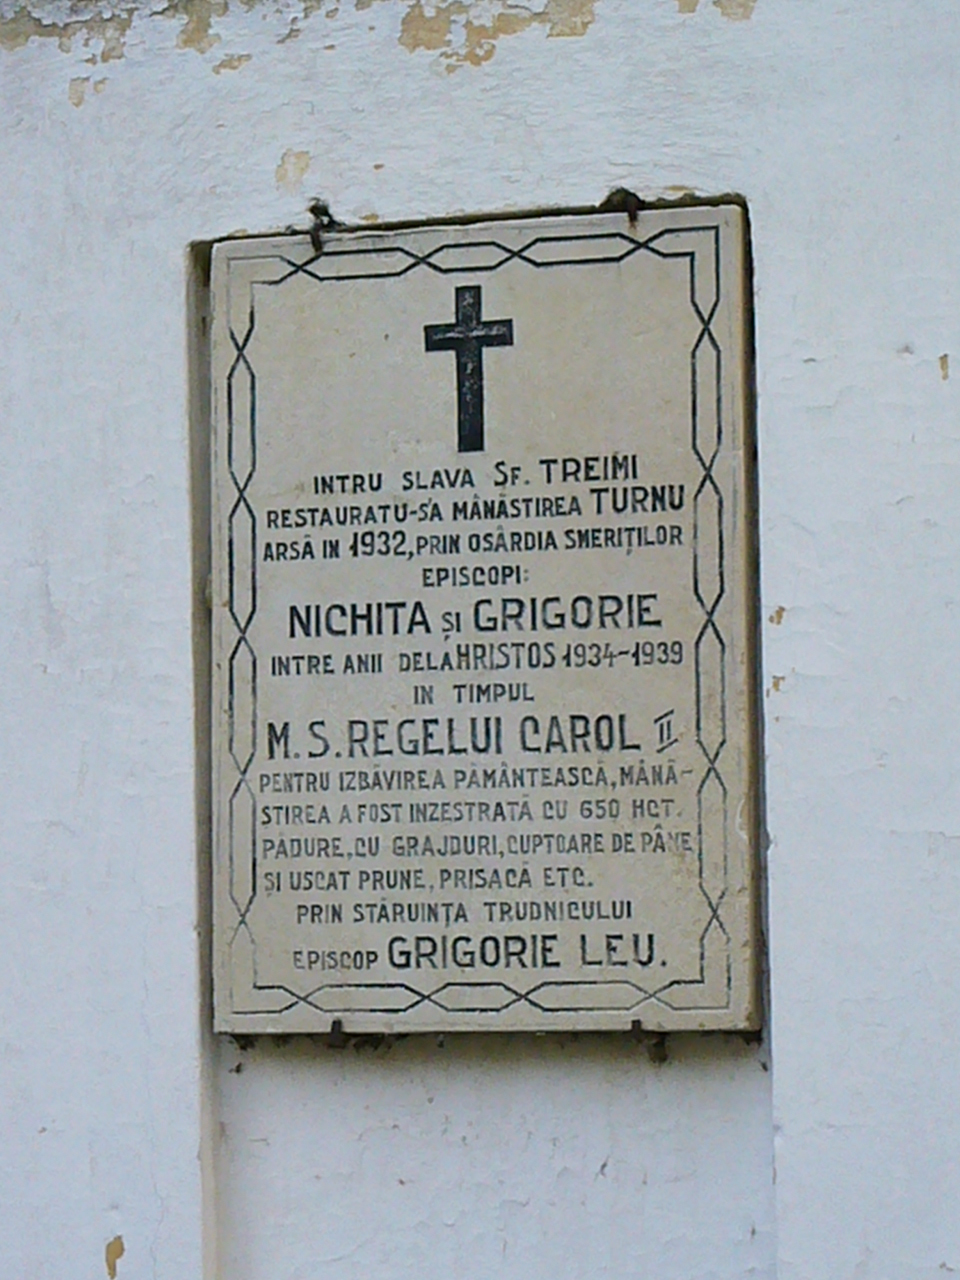 INTRU SLAVA SF. TREIMI
RESTAURATU-S'A MÂNĂSTIREA TURNU
ARSĂ IN 1932, PRIN OSÂRDIA SMERIȚILOR
EPISCOPI:
NICHITA ȘI GRIGORIE
INTRE ANII DELA HRISTOS 1934-1939
IN TIMPUL
M. S. REGELUI CAROL II
PENTRU IZBĂVIREA PĂMÂNTEASCĂ, MÂNĂ-
STIREA A FOST INZESTRATĂ CU 650 HCT.
PĂDURE, CU GRAJDURI, CUPTOARE DE PÂNE
ȘI USCAT PRUNE, PRISACĂ ETC.
PRIN STĂRUINȚA TRUDNICULUI
EPISCOP GRIGORIE LEU.